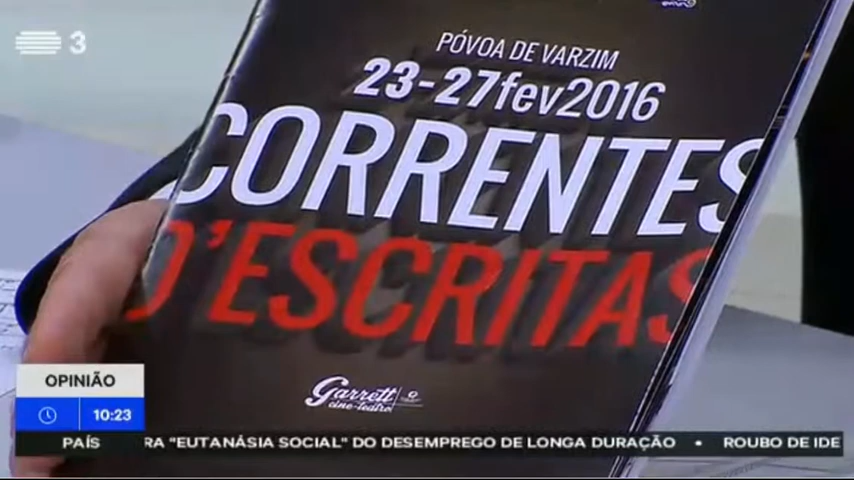 3
PÓVOA DE VARZIM
23-27fev2016
CORRENTES
D'ESCRITAS
Garrett
cine-teatro
OPINIÃO
10:23
PAÍS RA "EUTANÁSIA SOCIAL" DO DESEMPREGO DE LONGA DURAÇÃO • ROUBO DE IDE